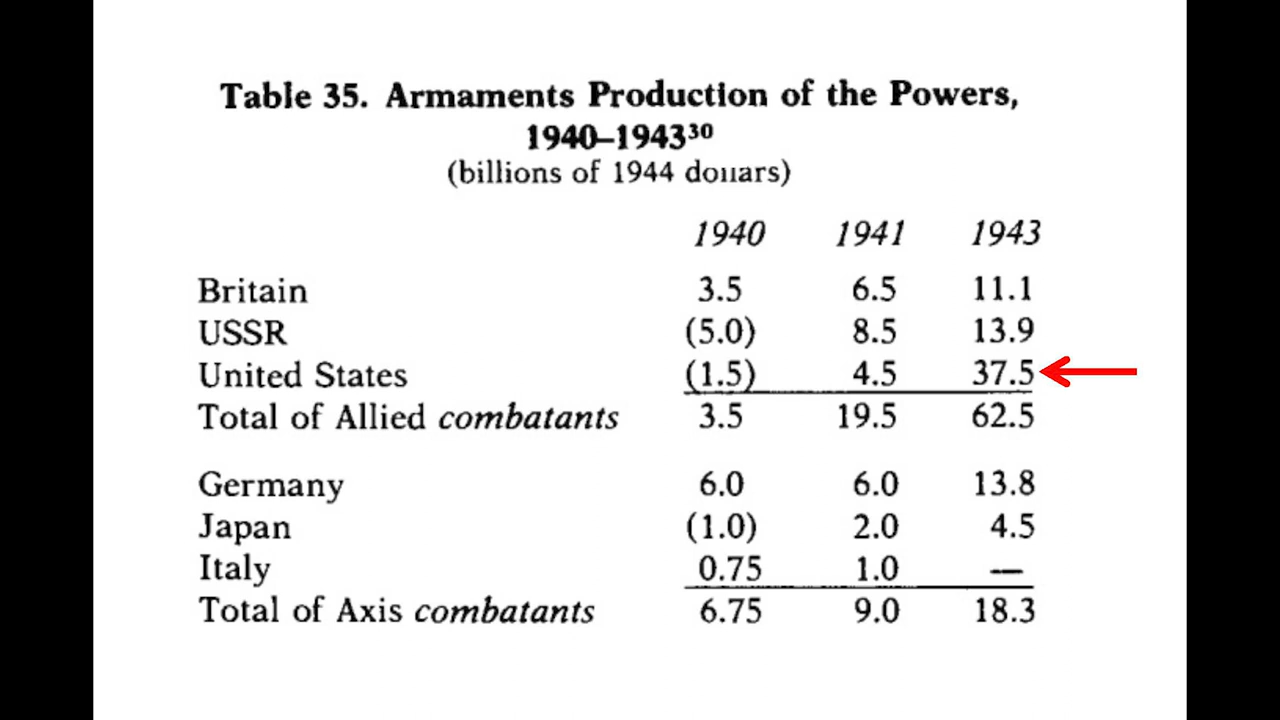 Table 35. Armaments Production of the Powers,
1940–1943³⁰
(billions of 1944 dollars)
1940 1941 1943
Britain 3.5 6.5 11.1
USSR (5.0) 8.5 13.9
United States (1.5) 4.5 37.5
Total of Allied combatants 3.5 19.5 62.5
Germany 6.0 6.0 13.8
Japan (1.0) 2.0 4.5
Italy 0.75 1.0 —
Total of Axis combatants 6.75 9.0 18.3